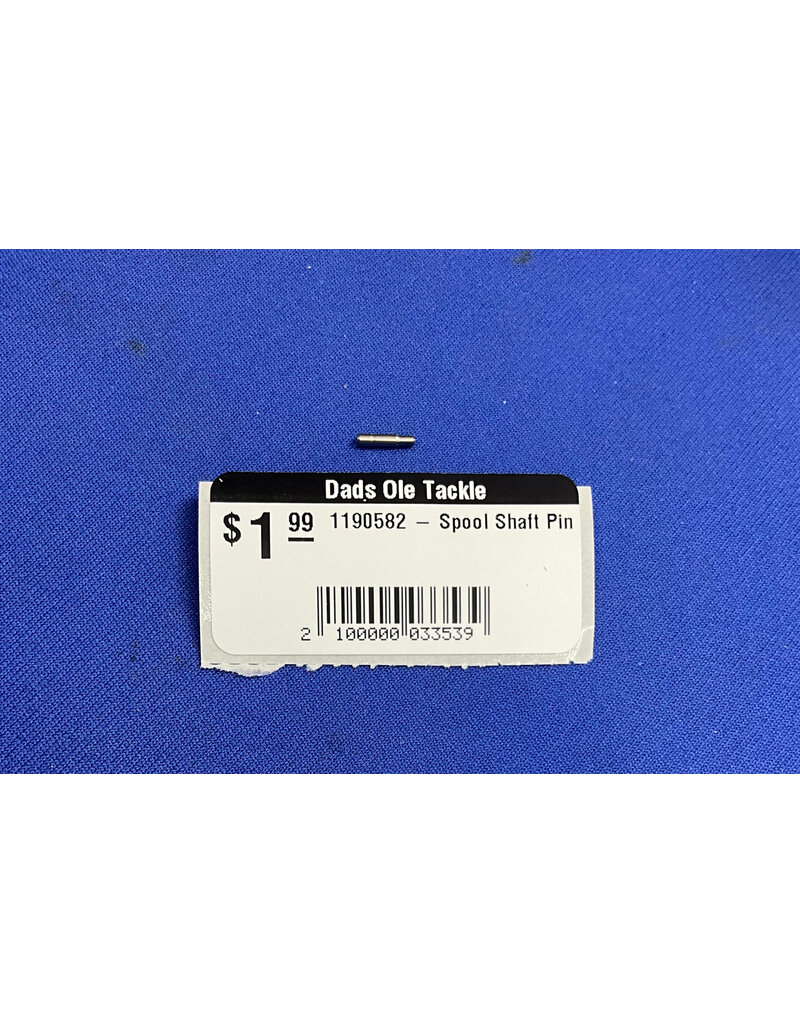 Dads Ole Tackle
$1 99 1190582 – Spool Shaft Pin
2 100000 033539